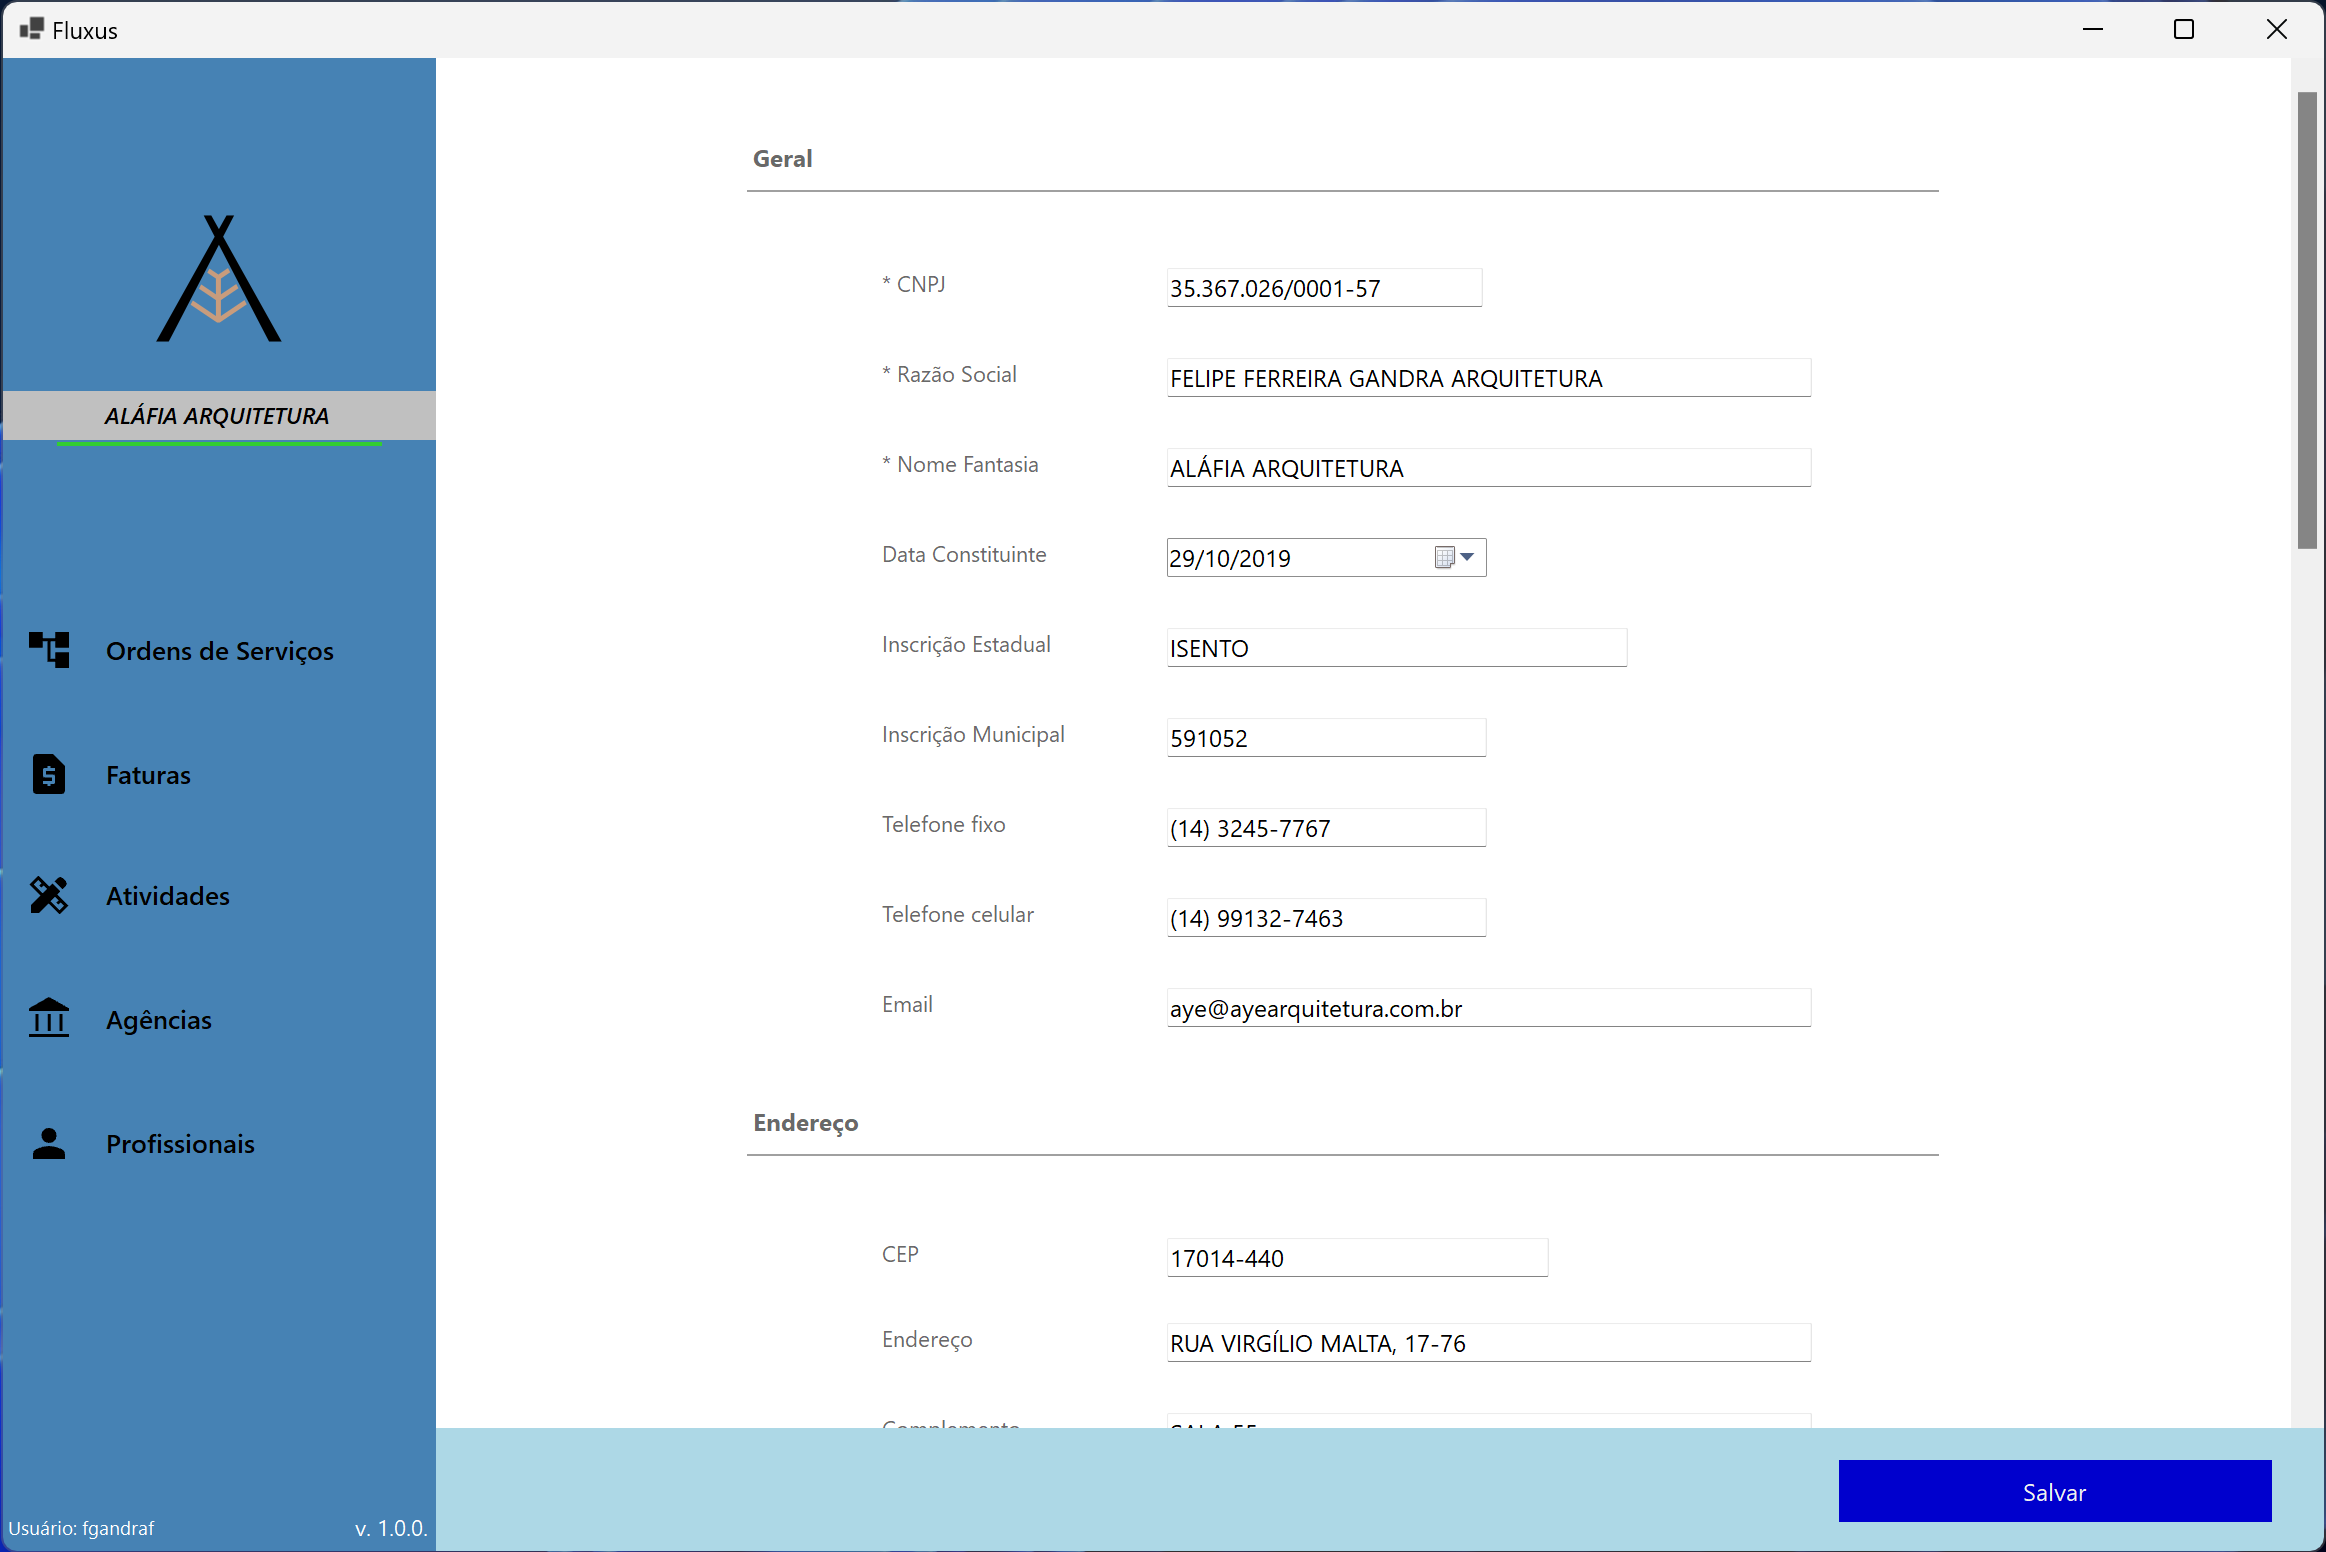 Fluxus
ALÁFIA ARQUITETURA
Ordens de Serviços
Faturas
Atividades
Agências
Profissionais
Usuário: fgandraf
v. 1.0.0.
Geral
* CNPJ
35.367.026/0001-57
* Razão Social
FELIPE FERREIRA GANDRA ARQUITETURA
* Nome Fantasia
ALÁFIA ARQUITETURA
Data Constituinte
29/10/2019
Inscrição Estadual
ISENTO
Inscrição Municipal
591052
Telefone fixo
(14) 3245-7767
Telefone celular
(14) 99132-7463
Email
aye@ayearquitetura.com.br
Endereço
CEP
17014-440
Endereço
RUA VIRGÍLIO MALTA, 17-76
Complemento
Salvar